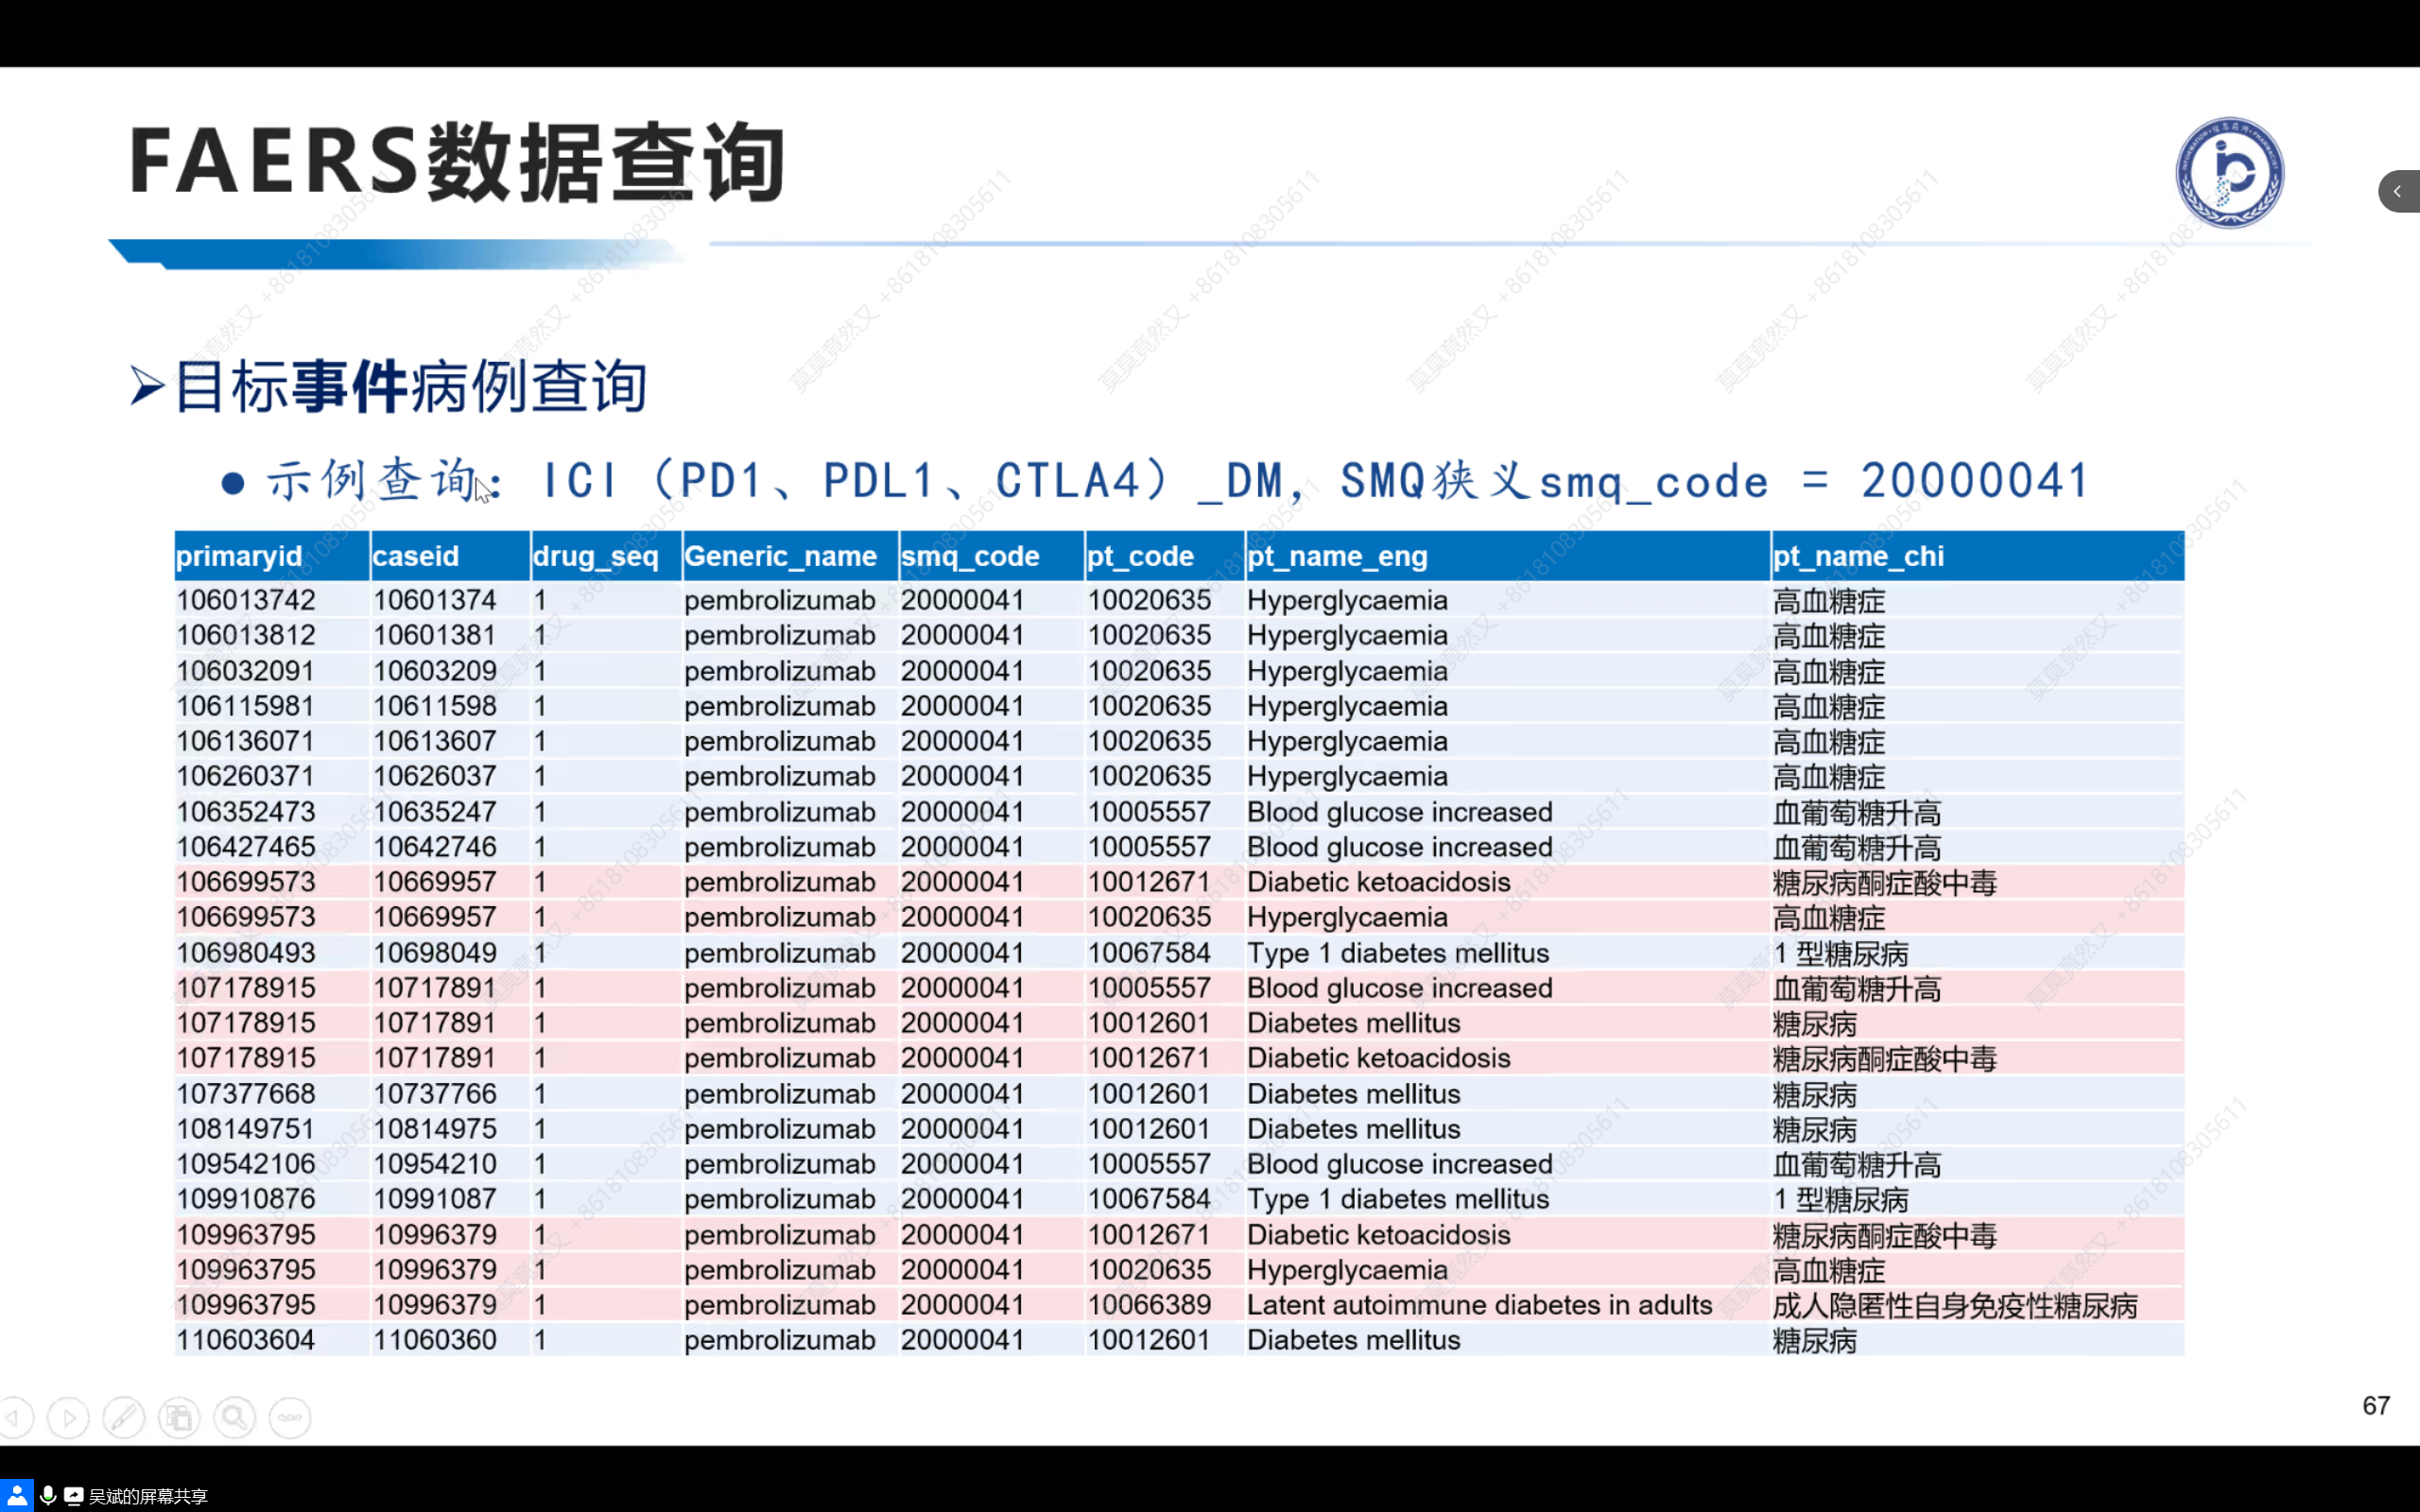 FAERS数据查询
➢目标事件病例查询
● 示例查询：ICI（PD1、PDL1、CTLA4）_DM，SMQ狭义smq_code = 20000041
primaryid caseid drug_seq Generic_name smq_code pt_code pt_name_eng pt_name_chi
106013742 10601374 1 pembrolizumab 20000041 10020635 Hyperglycaemia 高血糖症
106013812 10601381 1 pembrolizumab 20000041 10020635 Hyperglycaemia 高血糖症
106032091 10603209 1 pembrolizumab 20000041 10020635 Hyperglycaemia 高血糖症
106115981 10611598 1 pembrolizumab 20000041 10020635 Hyperglycaemia 高血糖症
106136071 10613607 1 pembrolizumab 20000041 10020635 Hyperglycaemia 高血糖症
106260371 10626037 1 pembrolizumab 20000041 10020635 Hyperglycaemia 高血糖症
106352473 10635247 1 pembrolizumab 20000041 10005557 Blood glucose increased 血葡萄糖升高
106427465 10642746 1 pembrolizumab 20000041 10005557 Blood glucose increased 血葡萄糖升高
106699573 10669957 1 pembrolizumab 20000041 10012671 Diabetic ketoacidosis 糖尿病酮症酸中毒
106699573 10669957 1 pembrolizumab 20000041 10020635 Hyperglycaemia 高血糖症
106980493 10698049 1 pembrolizumab 20000041 10067584 Type 1 diabetes mellitus 1 型糖尿病
107178915 10717891 1 pembrolizumab 20000041 10005557 Blood glucose increased 血葡萄糖升高
107178915 10717891 1 pembrolizumab 20000041 10012601 Diabetes mellitus 糖尿病
107178915 10717891 1 pembrolizumab 20000041 10012671 Diabetic ketoacidosis 糖尿病酮症酸中毒
107377668 10737766 1 pembrolizumab 20000041 10012601 Diabetes mellitus 糖尿病
108149751 10814975 1 pembrolizumab 20000041 10012601 Diabetes mellitus 糖尿病
109542106 10954210 1 pembrolizumab 20000041 10005557 Blood glucose increased 血葡萄糖升高
109910876 10991087 1 pembrolizumab 20000041 10067584 Type 1 diabetes mellitus 1 型糖尿病
109963795 10996379 1 pembrolizumab 20000041 10012671 Diabetic ketoacidosis 糖尿病酮症酸中毒
109963795 10996379 1 pembrolizumab 20000041 10020635 Hyperglycaemia 高血糖症
109963795 10996379 1 pembrolizumab 20000041 10066389 Latent autoimmune diabetes in adults 成人隐匿性自身免疫性糖尿病
110603604 11060360 1 pembrolizumab 20000041 10012601 Diabetes mellitus 糖尿病
67
吴斌的屏幕共享